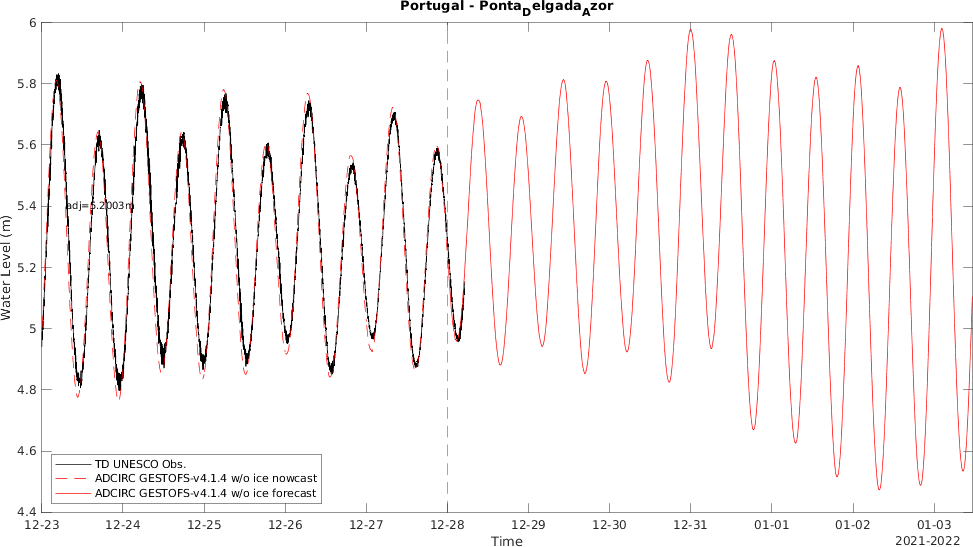 Portugal - PontaDelgadaAzor
6
5.8
5.6
5.4
5.2
5
4.8
4.6
4.4
Water Level (m)
adj=5.2003m
TD UNESCO Obs.
ADCIRC GESTOFS-v4.1.4 w/o ice nowcast
ADCIRC GESTOFS-v4.1.4 w/o ice forecast
12-23 12-24 12-25 12-26 12-27 12-28 12-29 12-30 12-31 01-01 01-02 01-03
Time
2021-2022